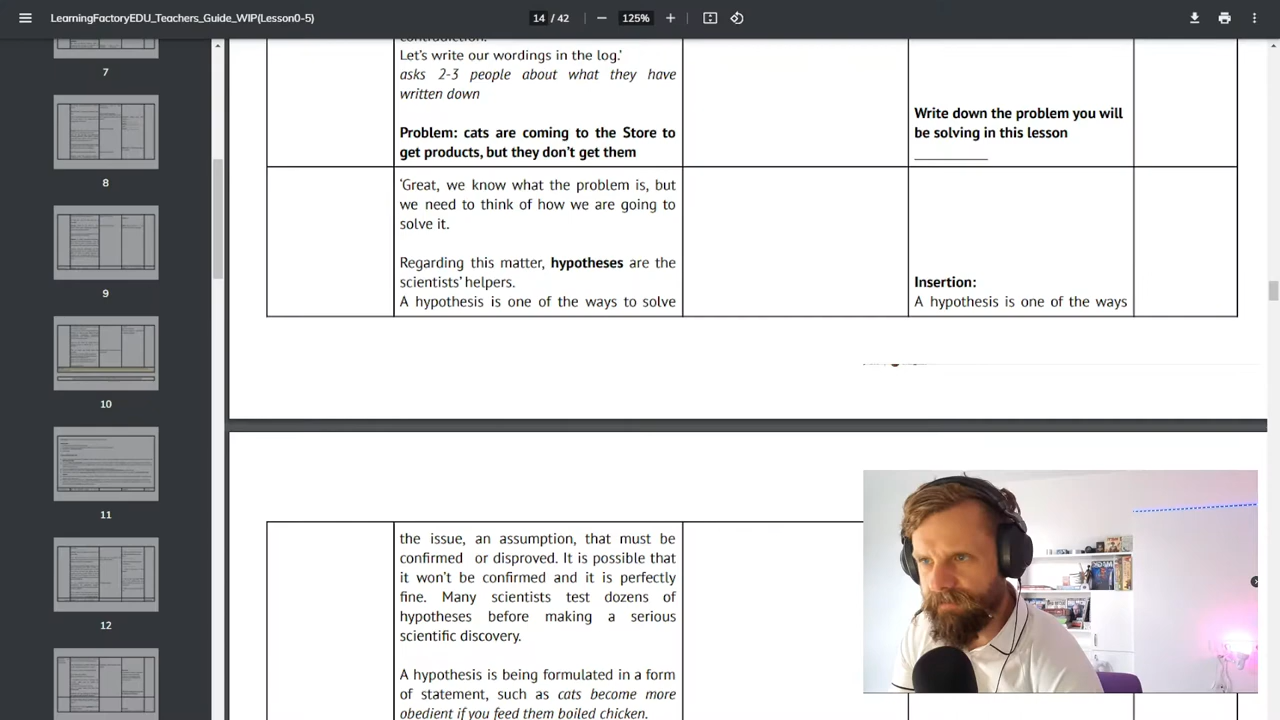 LearningFactoryEDU_Teachers_Guide_WIP(Lesson0-5)
14 / 42
125%
7
8
9
10
11
12
contradiction.
Let's write our wordings in the log.'
asks 2-3 people about what they have
written down
Problem: cats are coming to the Store to
get products, but they don't get them
Write down the problem you will
be solving in this lesson
'Great, we know what the problem is, but
we need to think of how we are going to
solve it.
Regarding this matter, hypotheses are the
scientists' helpers.
A hypothesis is one of the ways to solve
Insertion:
A hypothesis is one of the ways
the issue, an assumption, that must be
confirmed or disproved. It is possible that
it won't be confirmed and it is perfectly
fine. Many scientists test dozens of
hypotheses before making a serious
scientific discovery.
A hypothesis is being formulated in a form
of statement, such as cats become more
obedient if you feed them boiled chicken.